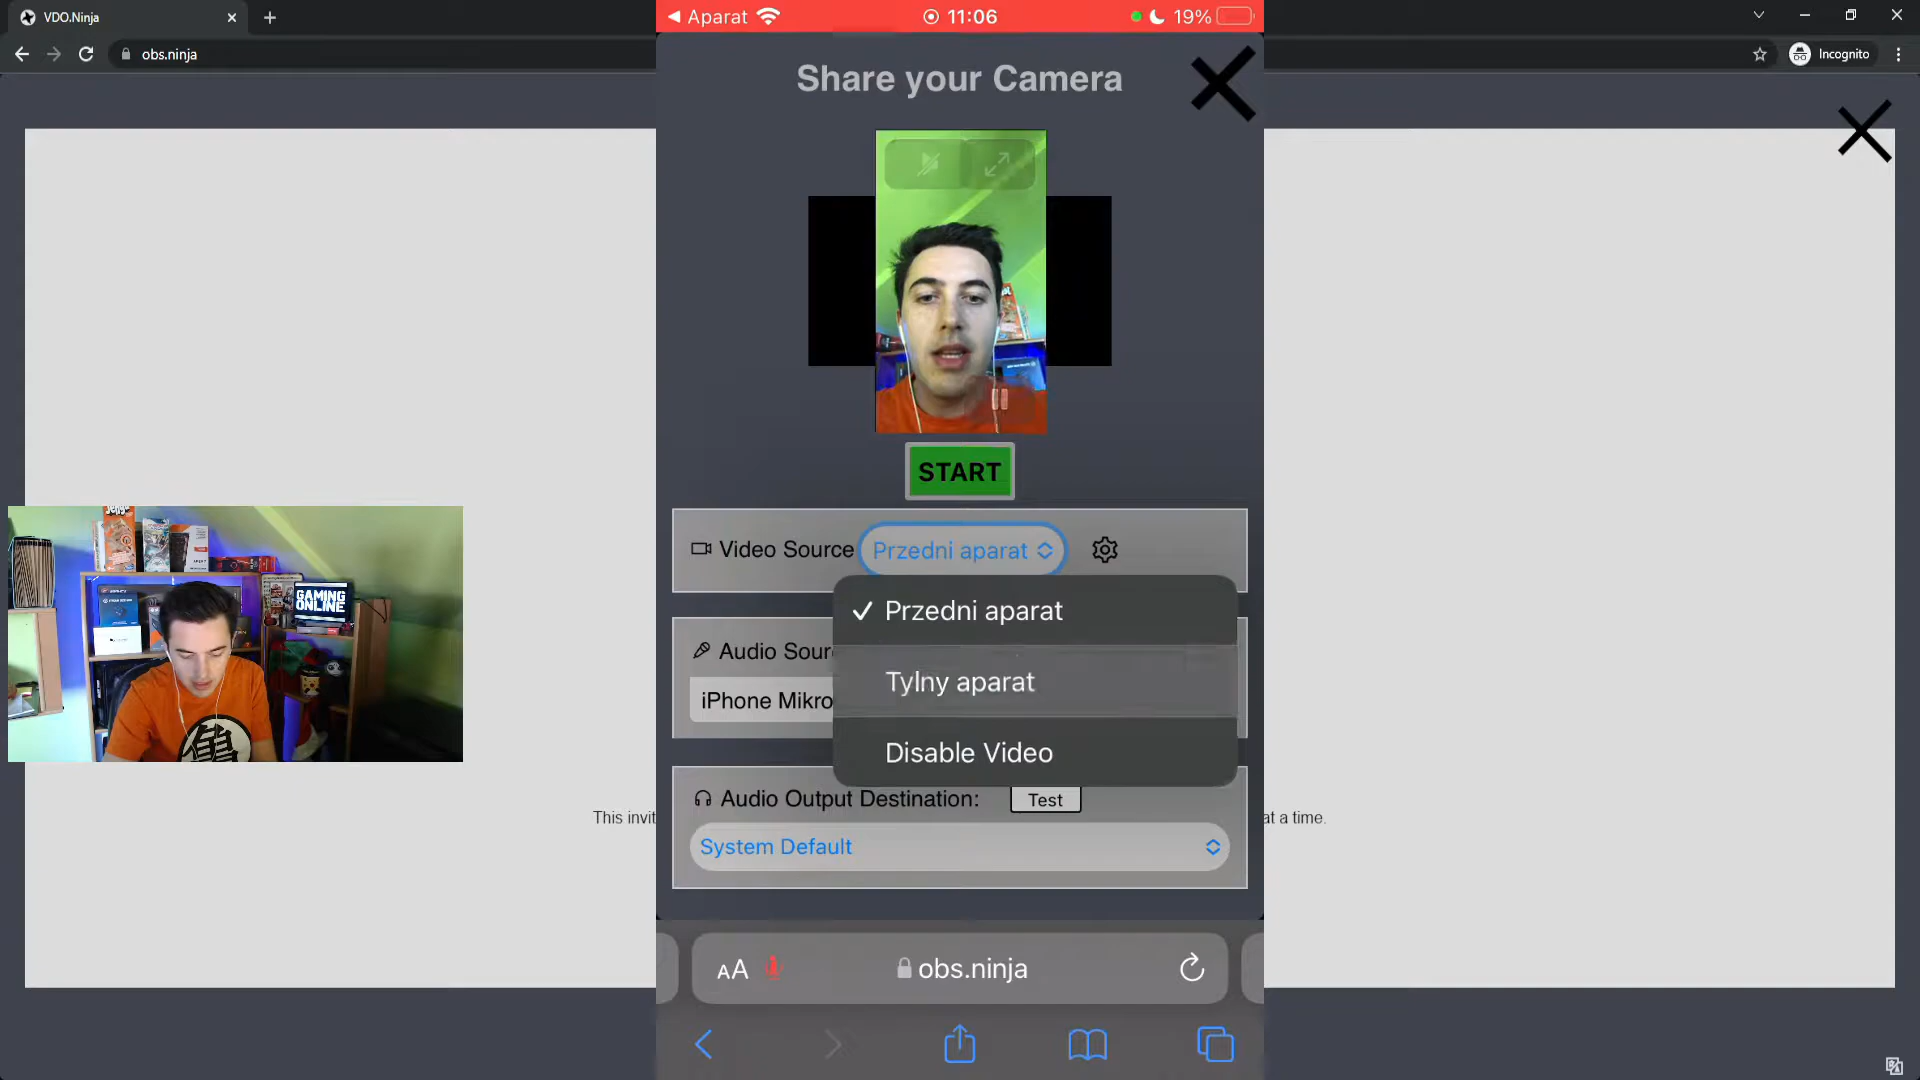 VDO.Ninja
obs.ninja
Incognito
Aparat
11:06
19%
Share your Camera
START
Video Source
Przedni aparat
Przedni aparat
Tylny aparat
Disable Video
Audio Sour
iPhone Mikro
Audio Output Destination:
Test
System Default
This invit
at a time.
AA
obs.ninja
Jenga
GAMING
ONLINE